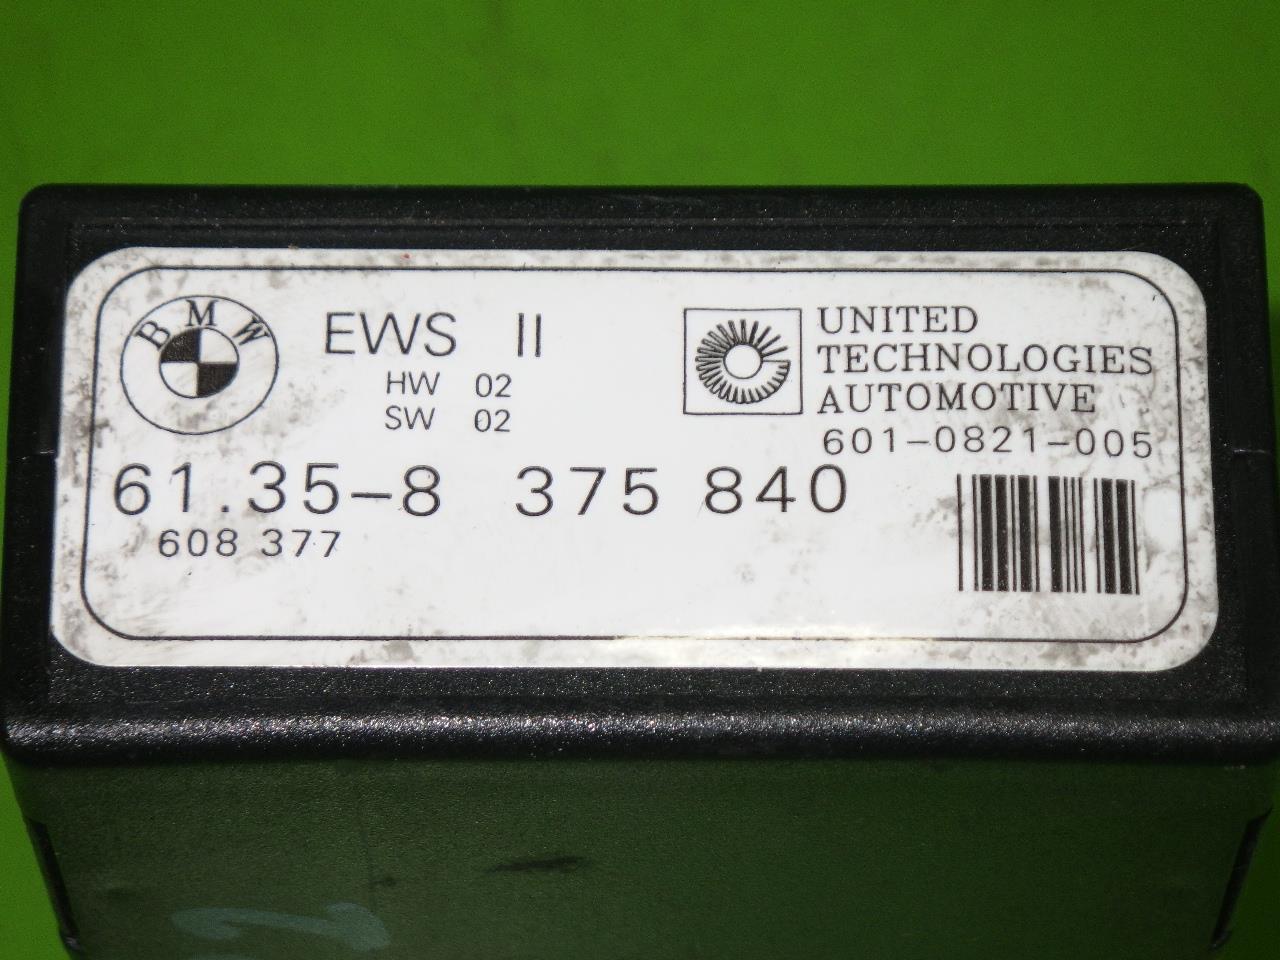 BMW
EWS II
HW 02
SW 02
UNITED
TECHNOLOGIES
AUTOMOTIVE
601-0821-005
61.35-8 375 840
608 377